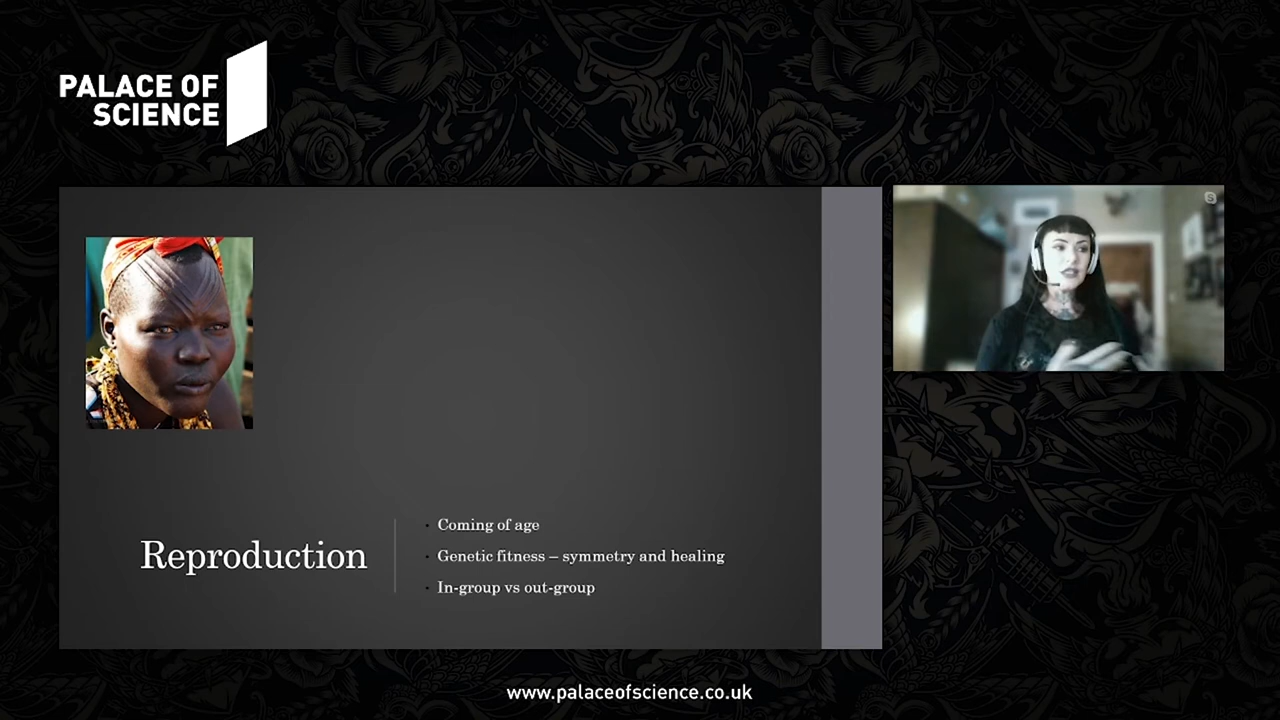 PALACE OF
SCIENCE
Reproduction
· Coming of age
· Genetic fitness – symmetry and healing
· In-group vs out-group
www.palaceofscience.co.uk